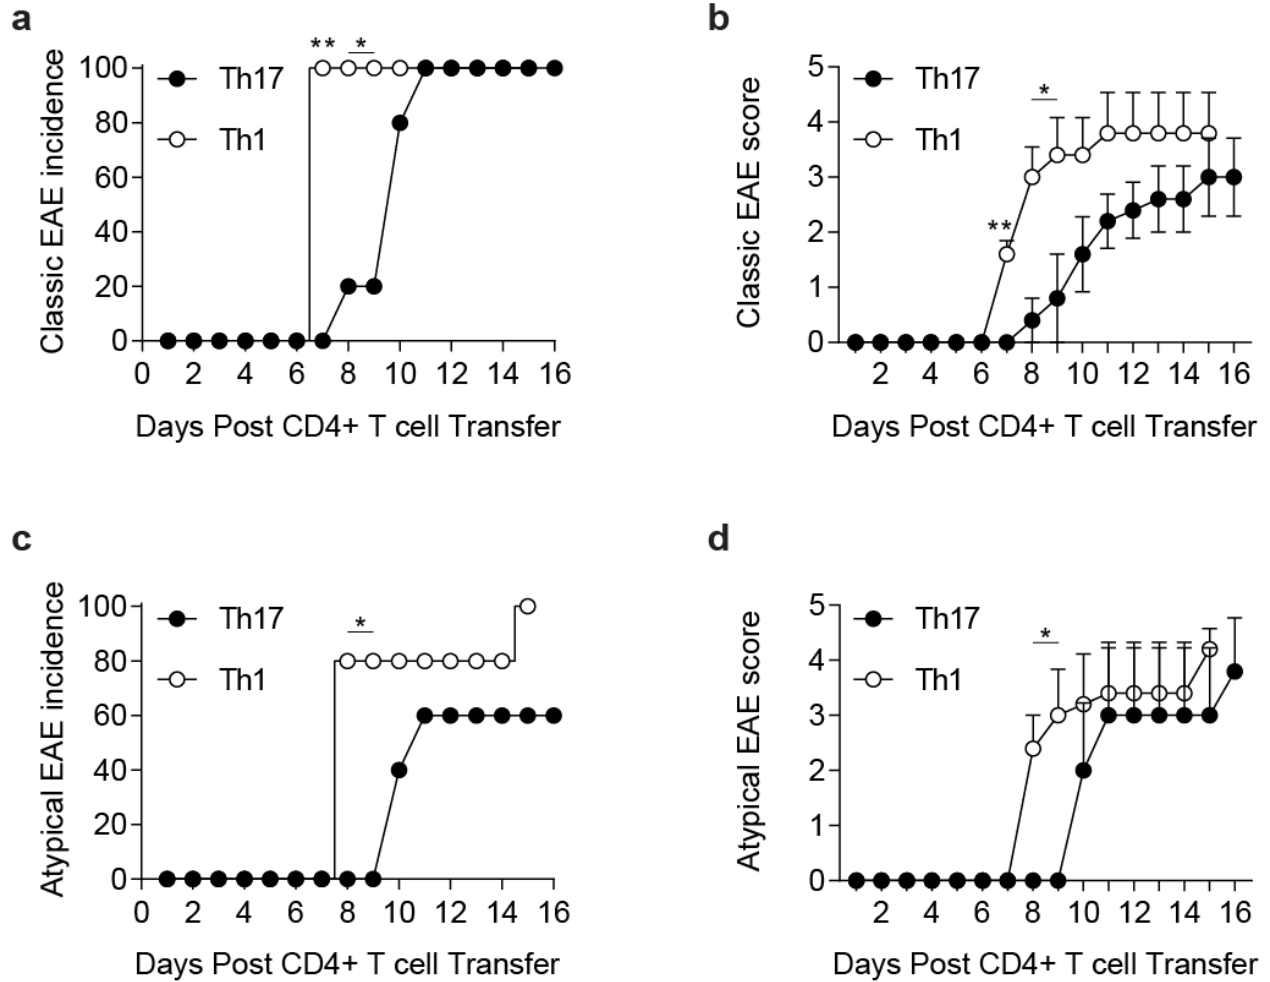 a
** *
Classic EAE incidence
Th17
Th1
100
80
60
40
20
0
0 2 4 6 8 10 12 14 16
Days Post CD4+ T cell Transfer
b
Classic EAE score
Th17
Th1
*
**
5
4
3
2
1
0
2 4 6 8 10 12 14 16
Days Post CD4+ T cell Transfer
c
Atypical EAE incidence
Th17
Th1
*
100
80
60
40
20
0
0 2 4 6 8 10 12 14 16
Days Post CD4+ T cell Transfer
d
Atypical EAE score
Th17
Th1
*
5
4
3
2
1
0
2 4 6 8 10 12 14 16
Days Post CD4+ T cell Transfer